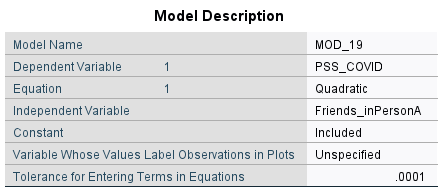 Model Description
Model Name MOD_19
Dependent Variable 1 PSS_COVID
Equation 1 Quadratic
Independent Variable Friends_inPersonA
Constant Included
Variable Whose Values Label Observations in Plots Unspecified
Tolerance for Entering Terms in Equations .0001